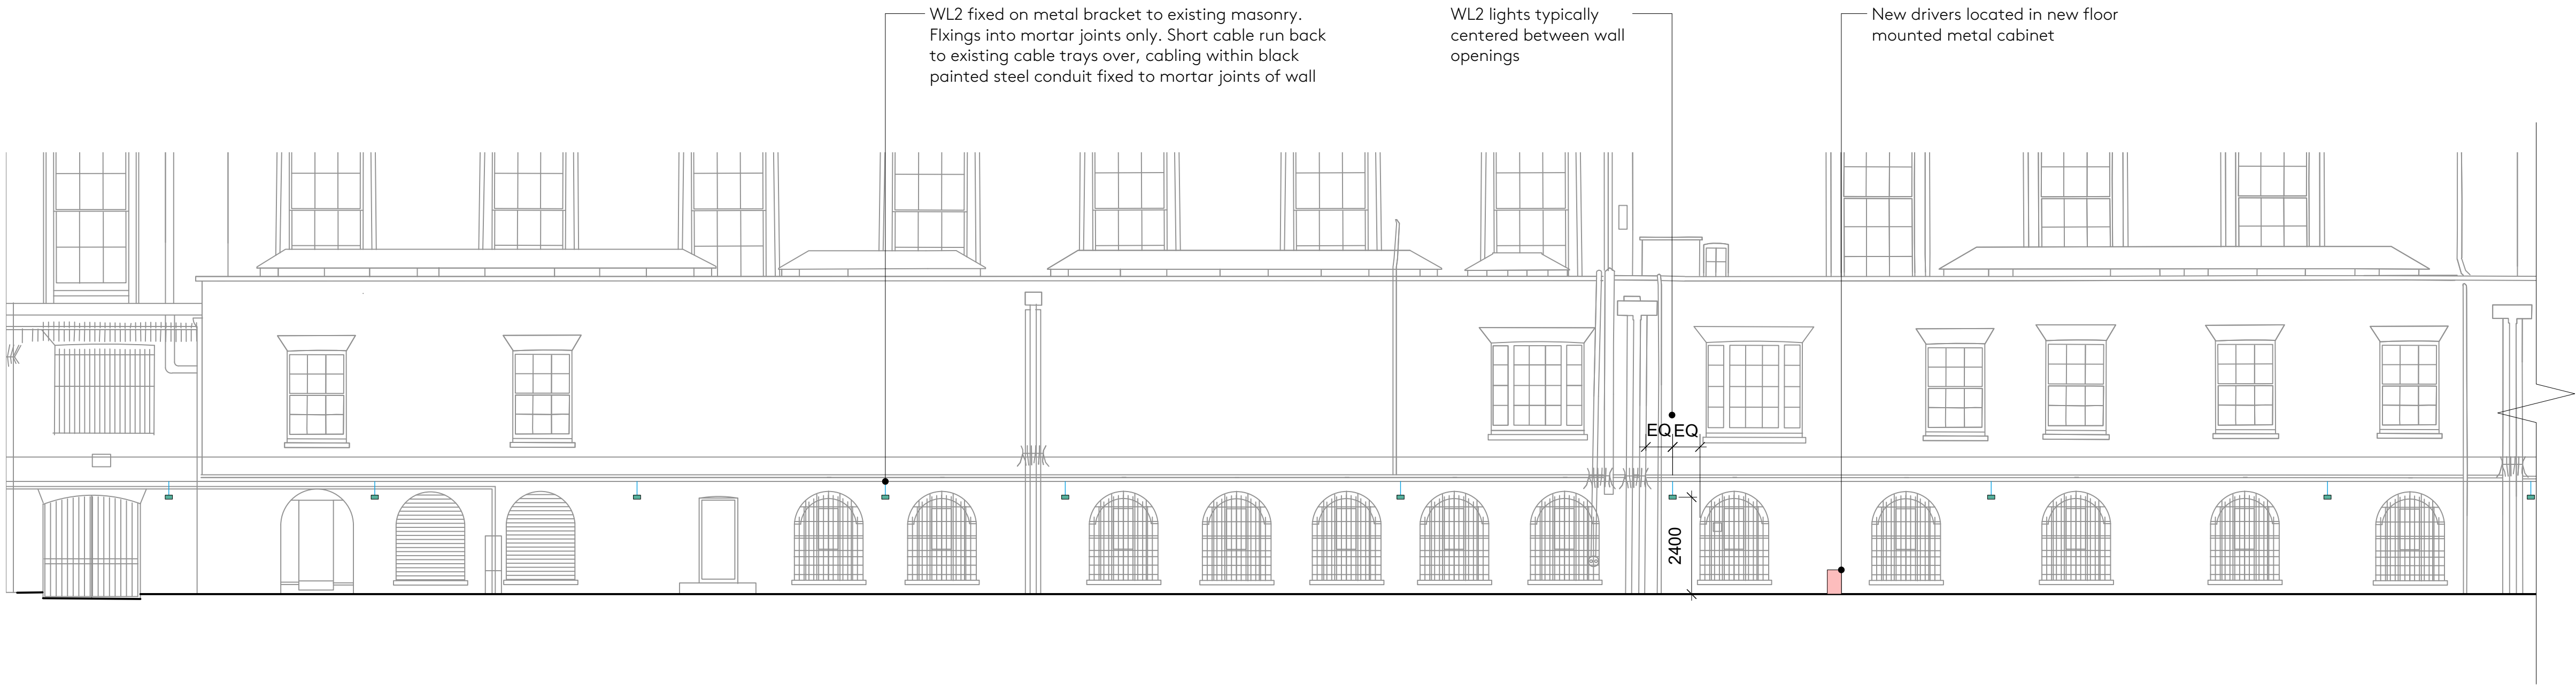 WL2 fixed on metal bracket to existing masonry.
FIxings into mortar joints only. Short cable run back
to existing cable trays over, cabling within black
painted steel conduit fixed to mortar joints of wall
WL2 lights typically
centered between wall
openings
New drivers located in new floor
mounted metal cabinet
EQ EQ
2400